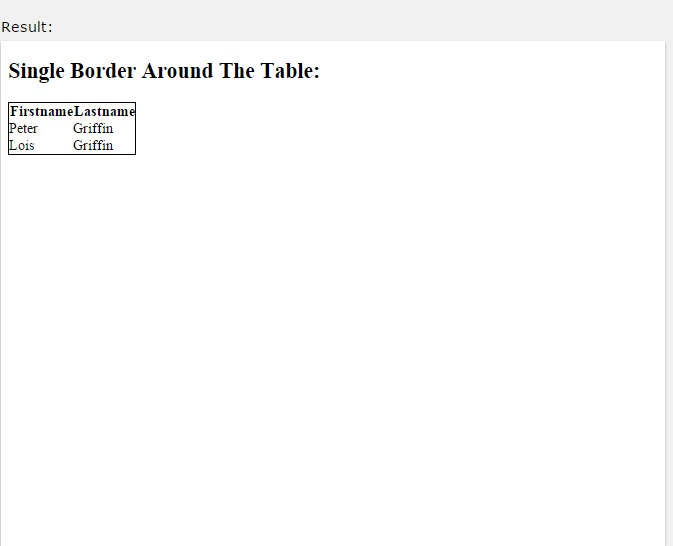 Result:
Single Border Around The Table:
Firstname Lastname
Peter Griffin
Lois Griffin